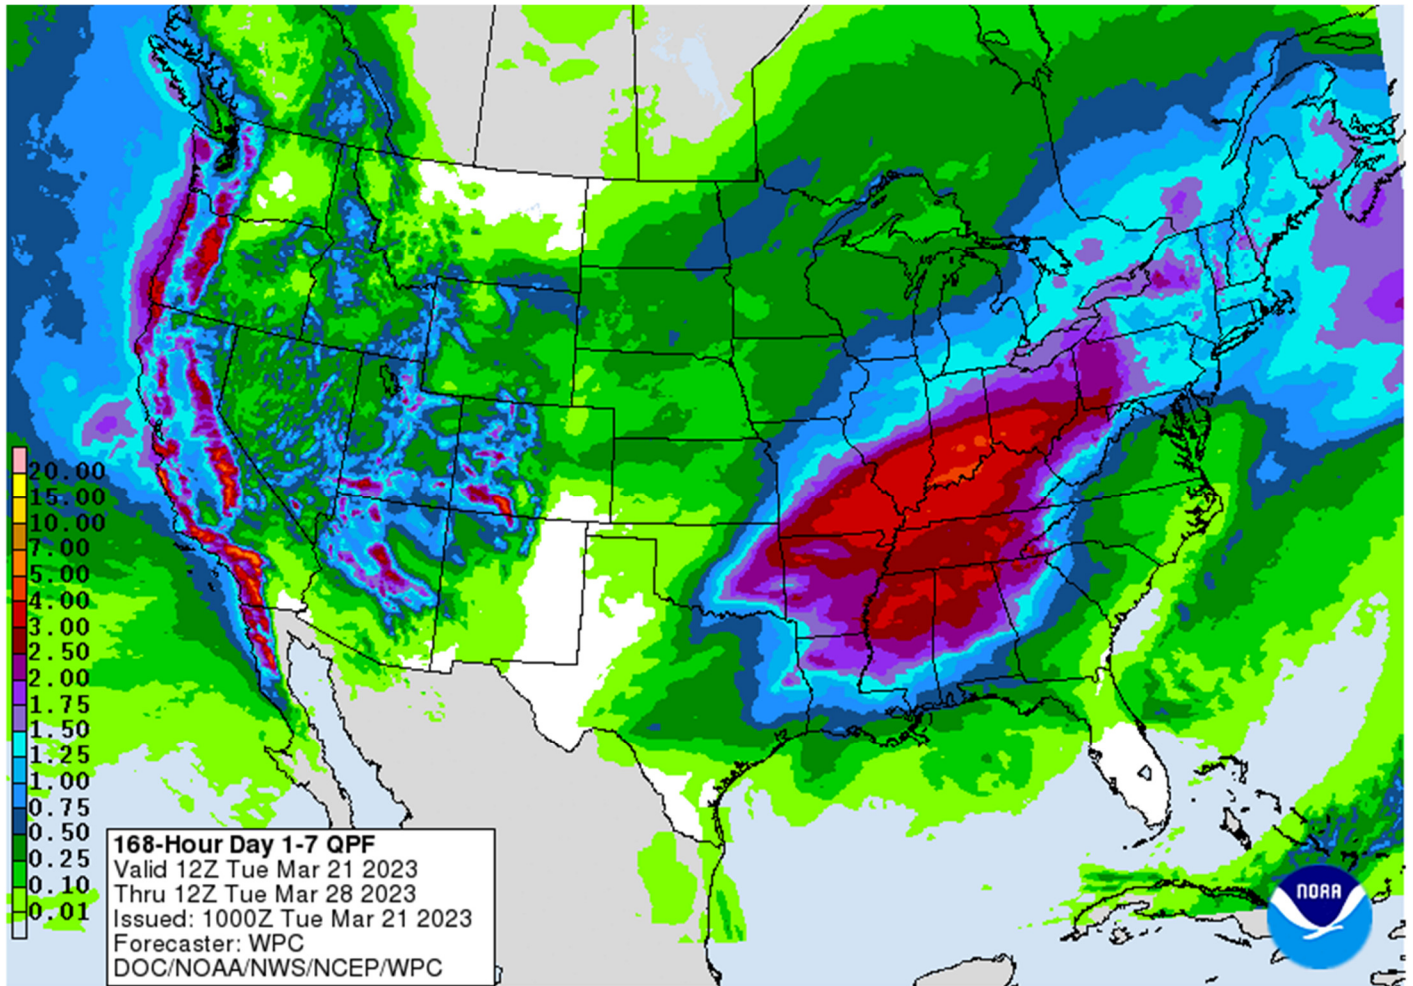 20.00
15.00
10.00
7.00
5.00
4.00
3.00
2.50
2.00
1.75
1.50
1.25
1.00
0.75
0.50
0.25
0.10
0.01
168-Hour Day 1-7 QPF
Valid 12Z Tue Mar 21 2023
Thru 12Z Tue Mar 28 2023
Issued: 1000Z Tue Mar 21 2023
Forecaster: WPC
DOC/NOAA/NWS/NCEP/WPC
NOAA